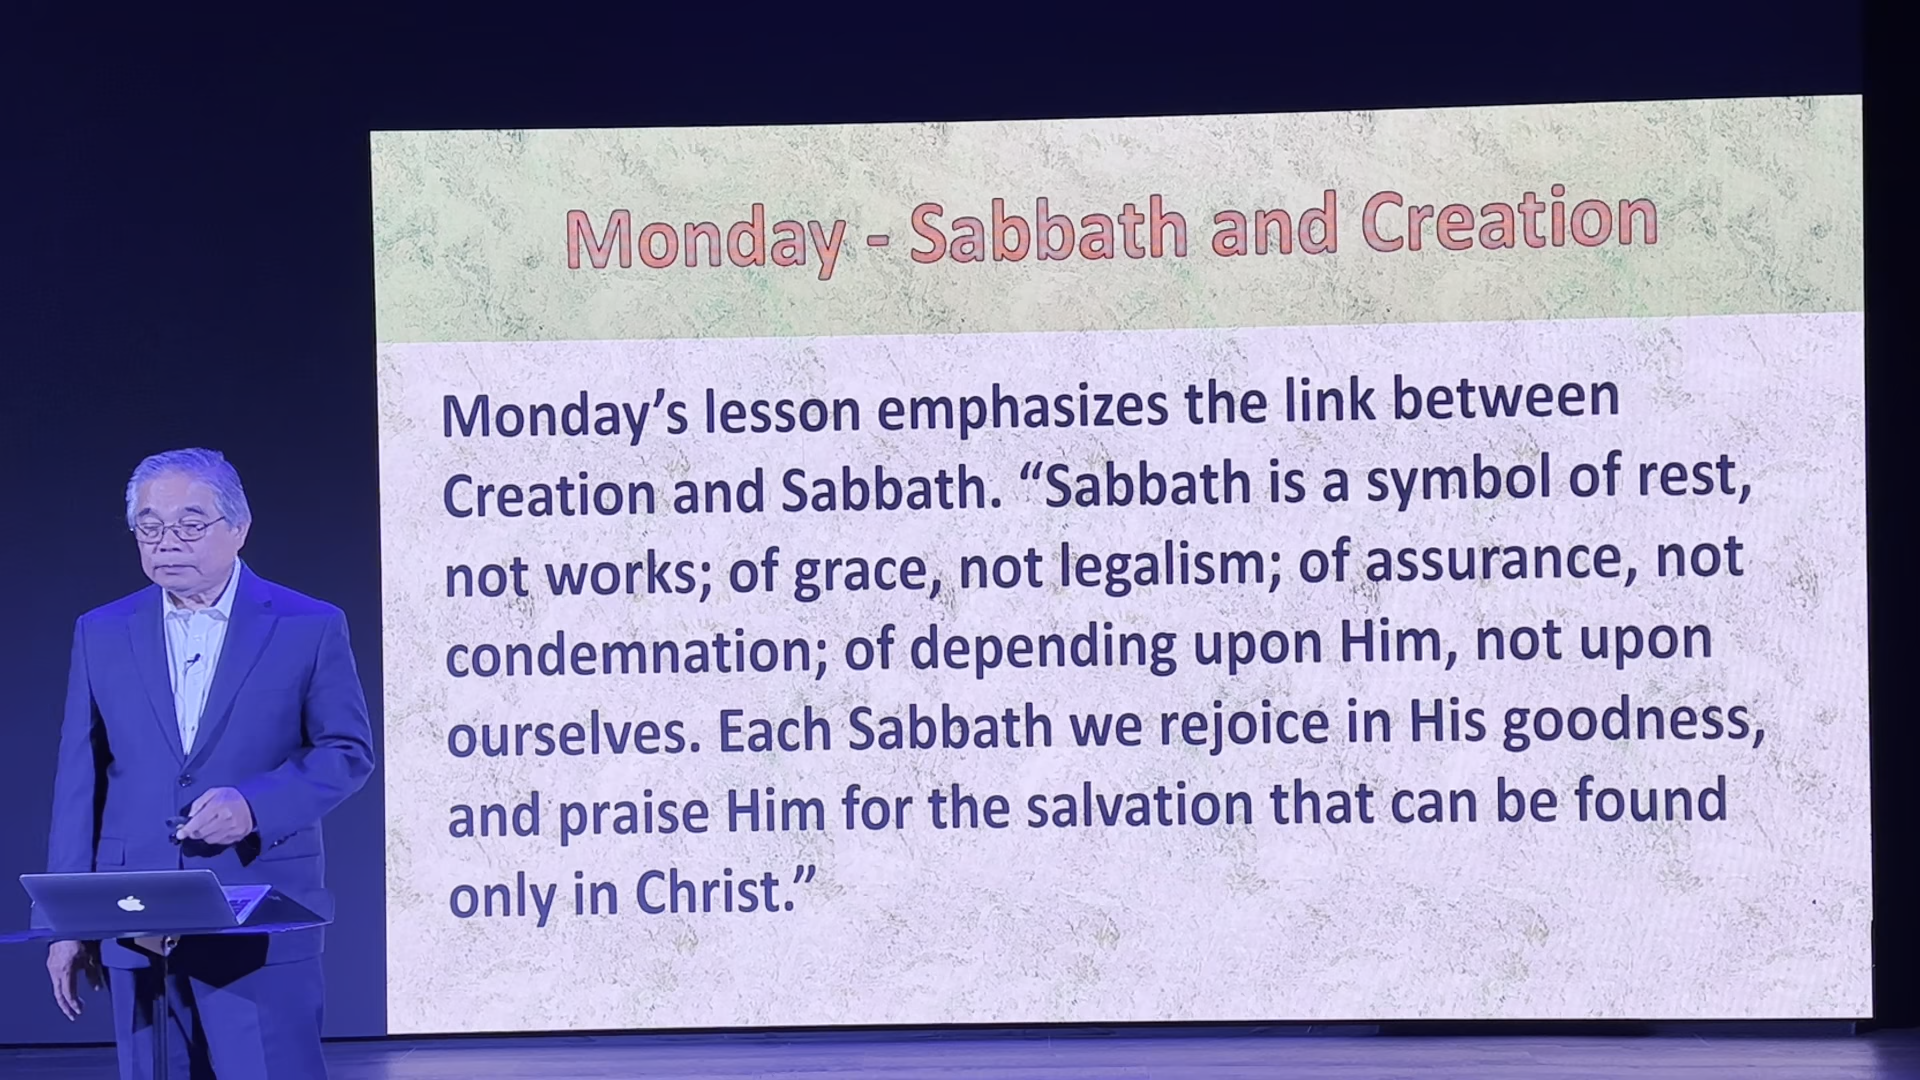 Monday - Sabbath and Creation
Monday’s lesson emphasizes the link between
Creation and Sabbath. “Sabbath is a symbol of rest,
not works; of grace, not legalism; of assurance, not
condemnation; of depending upon Him, not upon
ourselves. Each Sabbath we rejoice in His goodness,
and praise Him for the salvation that can be found
only in Christ.”